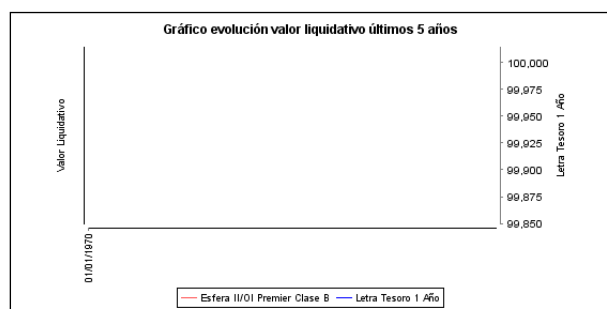 Gráfico evolución valor liquidativo últimos 5 años
Valor Liquidativo
100,000
99,975
99,950
99,925
99,900
99,875
99,850
Letra Tesoro 1 Año
01/01/1970
Esfera II/OI Premier Clase B
Letra Tesoro 1 Año